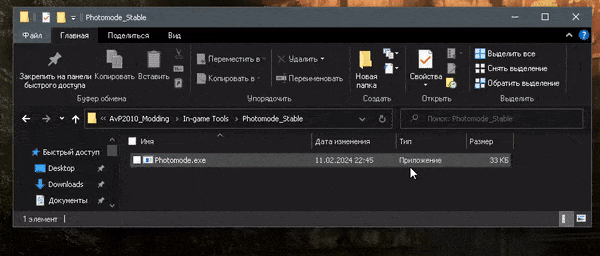 Photomode_Stable
Файл Главная Поделиться Вид
Закрепить на панели быстрого доступа
Копировать
Вставить
Буфер обмена
Переместить в
Копировать в
Удалить
Переименовать
Упорядочить
Новая папка
Создать
Свойства
Открыть
Выделить все
Снять выделение
Обратить выделение
Выделить
AvP2010_Modding > In-game Tools > Photomode_Stable
Поиск: Photomode_Stable
Быстрый доступ
Desktop
Downloads
Документы
Имя Дата изменения Тип Размер
Photomode.exe 11.02.2024 22:45 Приложение 33 КБ
1 элемент